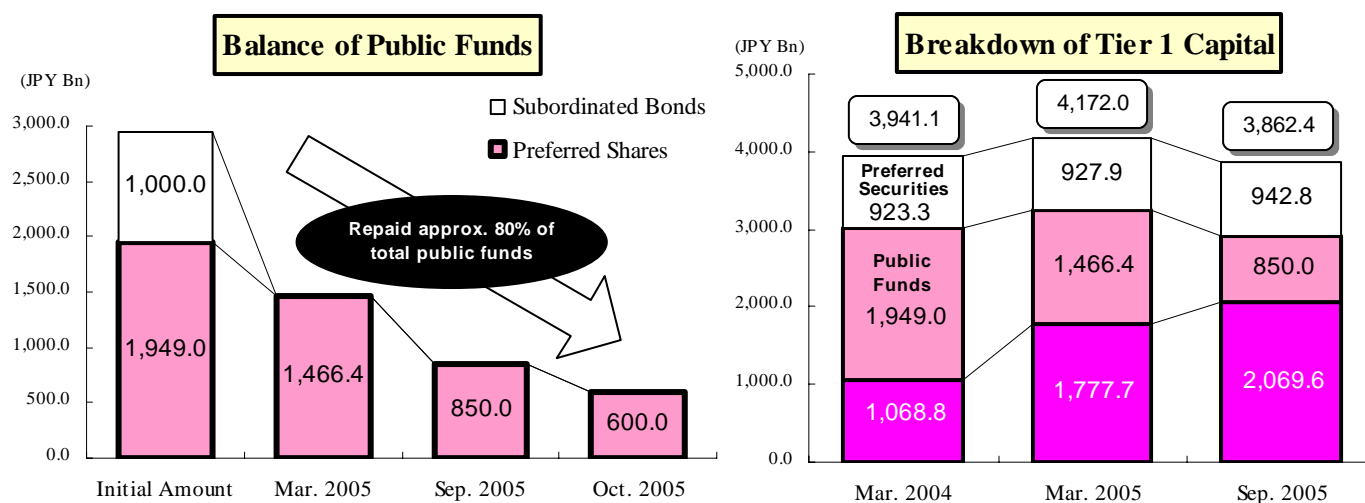 Balance of Public Funds
(JPY Bn)
Subordinated Bonds
Preferred Shares
3,000.0
2,500.0
2,000.0
1,500.0
1,000.0
500.0
0.0
1,000.0
1,949.0
1,466.4
850.0
600.0
Repaid approx. 80% of
total public funds
Initial Amount
Mar. 2005
Sep. 2005
Oct. 2005
Breakdown of Tier 1 Capital
(JPY Bn)
5,000.0
4,000.0
3,000.0
2,000.0
1,000.0
0.0
3,941.1
4,172.0
3,862.4
Preferred
Securities
923.3
927.9
942.8
Public
Funds
1,949.0
1,466.4
850.0
1,068.8
1,777.7
2,069.6
Mar. 2004
Mar. 2005
Sep. 2005